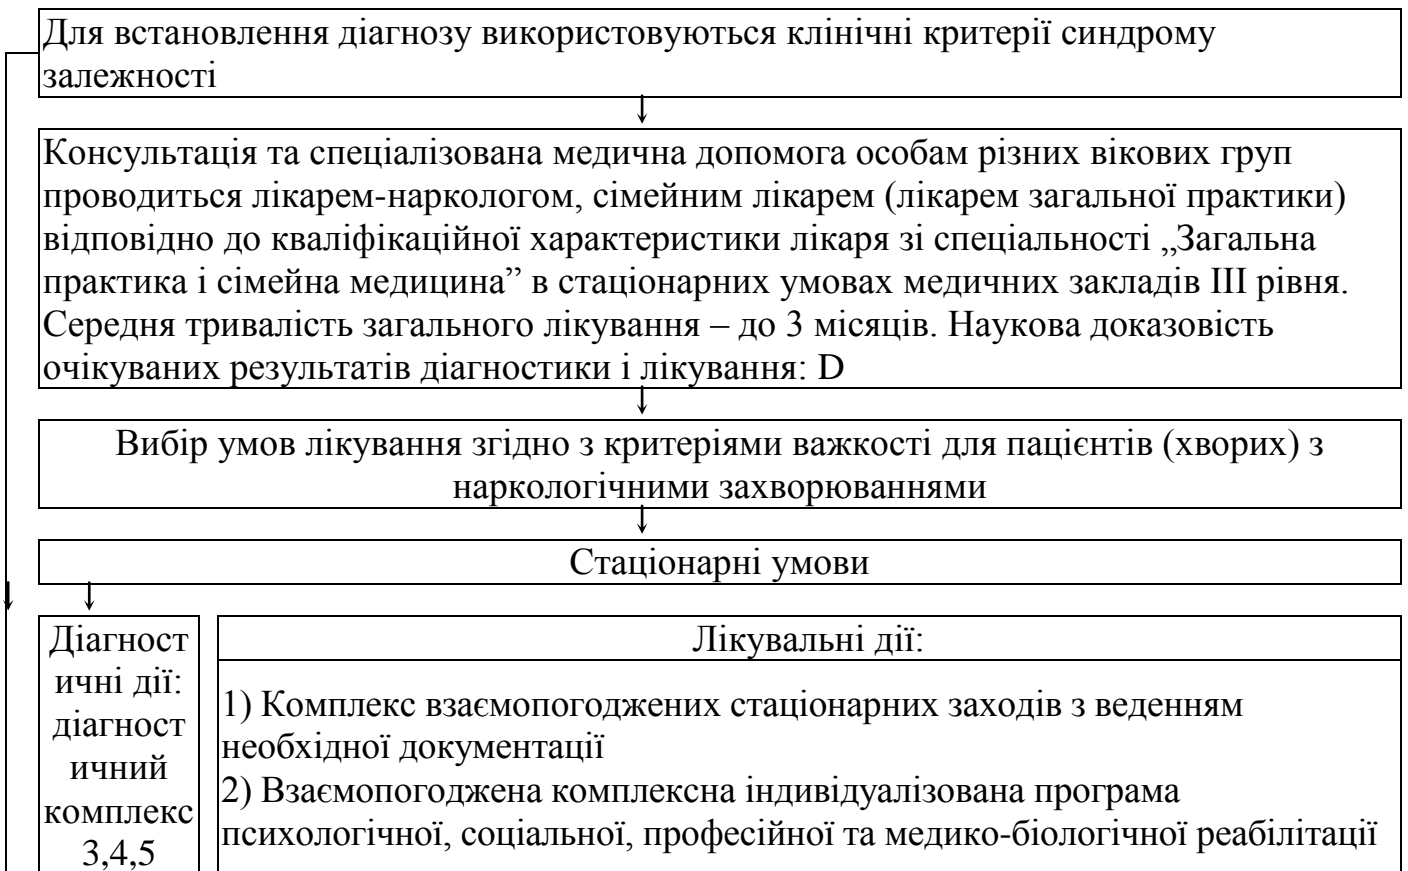 Для встановлення діагнозу використовуються клінічні критерії синдрому
залежності
Консультація та спеціалізована медична допомога особам різних вікових груп
проводиться лікарем-наркологом, сімейним лікарем (лікарем загальної практики)
відповідно до кваліфікаційної характеристики лікаря зі спеціальності „Загальна
практика і сімейна медицина” в стаціонарних умовах медичних закладів III рівня.
Середня тривалість загального лікування – до 3 місяців. Наукова доказовість
очікуваних результатів діагностики і лікування: D
Вибір умов лікування згідно з критеріями важкості для пацієнтів (хворих) з
наркологічними захворюваннями
Стаціонарні умови
Діагност
ичні дії:
діагност
ичний
комплекс
3,4,5
Лікувальні дії:
1) Комплекс взаємопогоджених стаціонарних заходів з веденням
необхідної документації
2) Взаємопогоджена комплексна індивідуалізована програма
психологічної, соціальної, професійної та медико-біологічної реабілітації